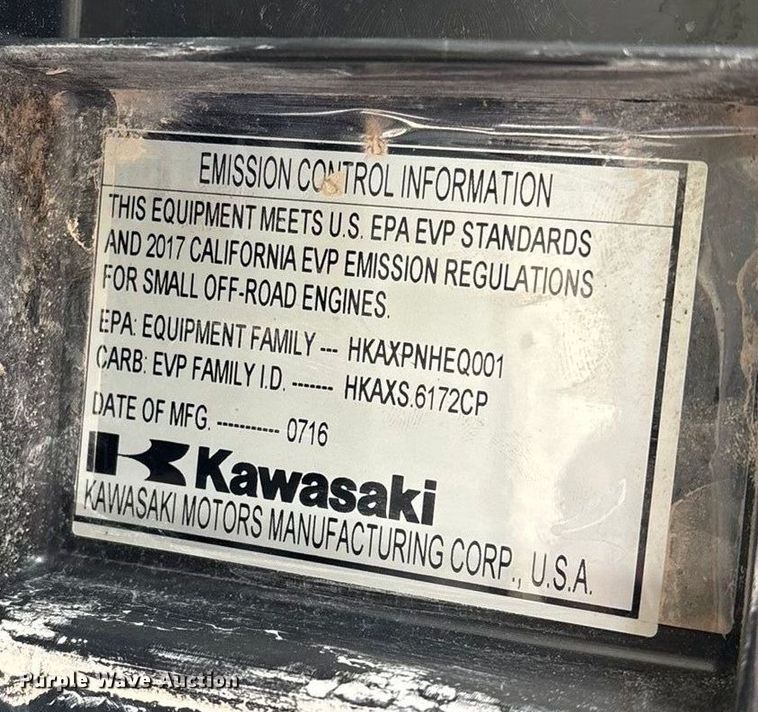 EMISSION CONTROL INFORMATION
THIS EQUIPMENT MEETS U.S. EPA EVP STANDARDS
AND 2017 CALIFORNIA EVP EMISSION REGULATIONS
FOR SMALL OFF-ROAD ENGINES.
EPA: EQUIPMENT FAMILY --- HKAXPNHEQ001
CARB: EVP FAMILY I.D. ------- HKAXS.6172CP
DATE OF MFG. ----------- 0716
Kawasaki
KAWASAKI MOTORS MANUFACTURING CORP., U.S.A.
Purple Wave Auction